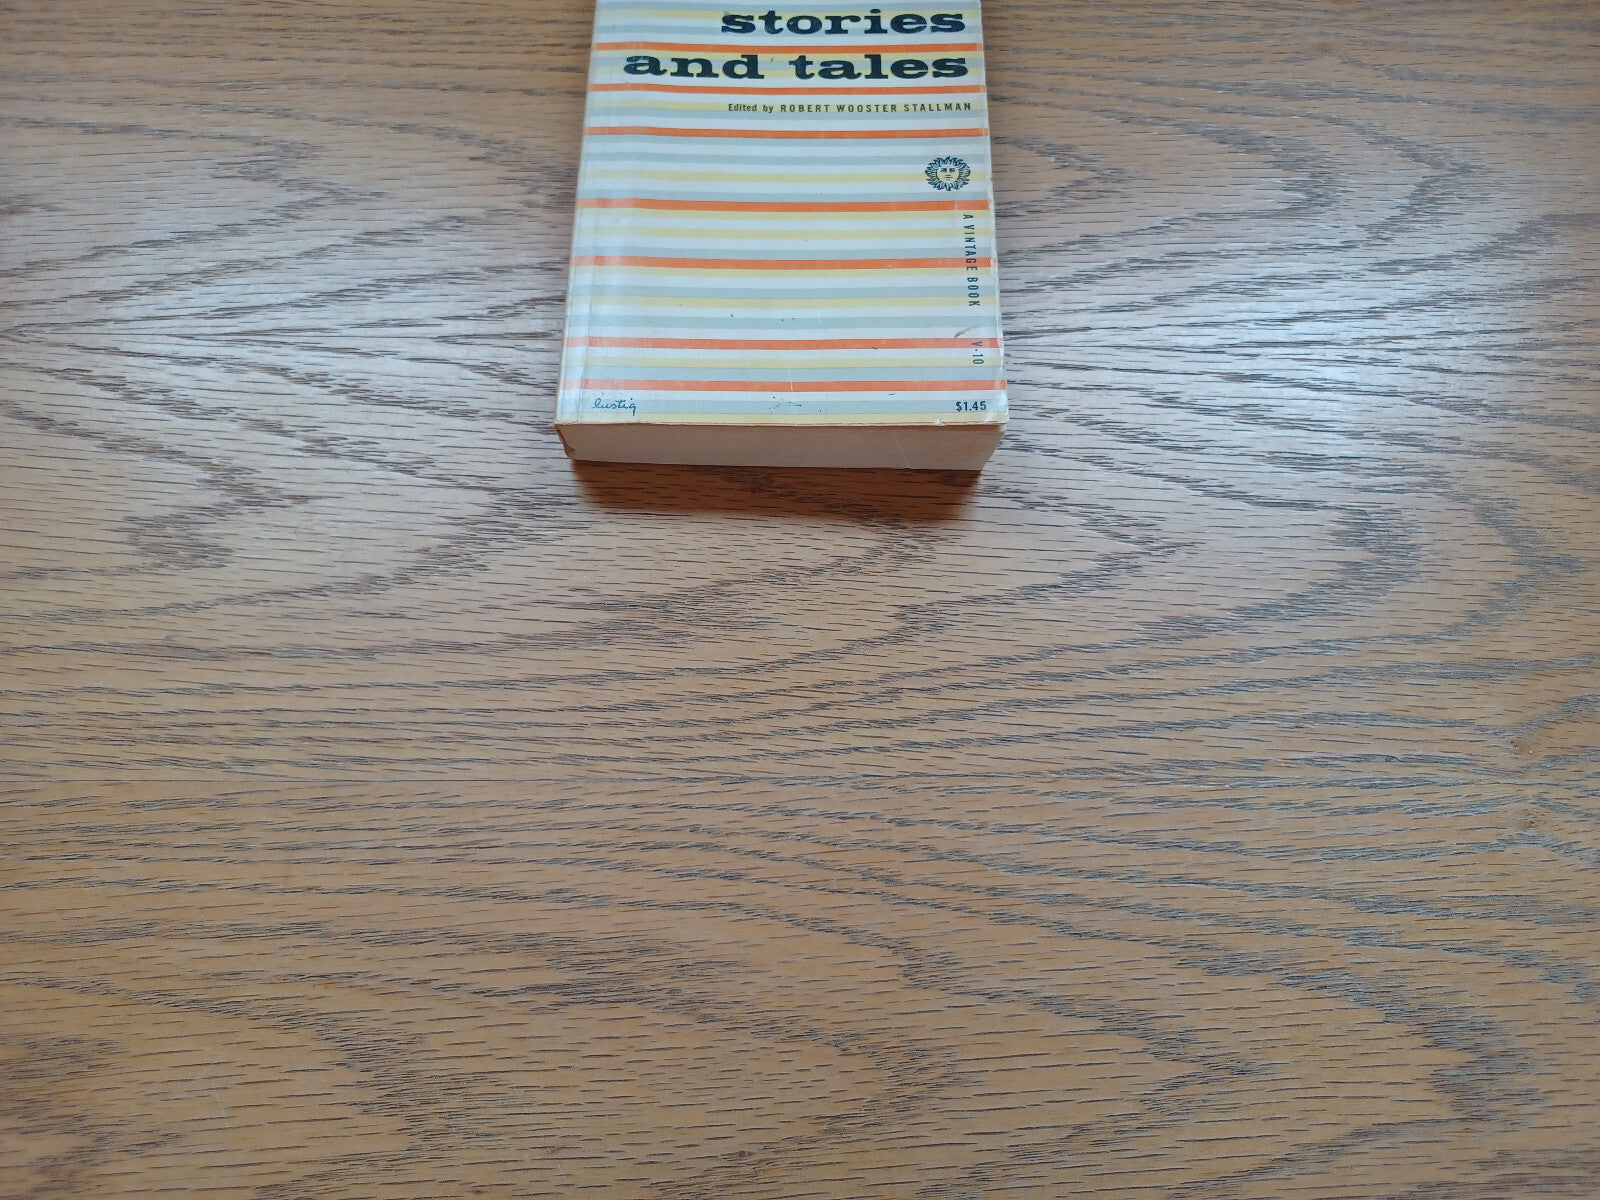 stories
and tales
Edited by ROBERT WOOSTER STALLMAN
A VINTAGE BOOK
V-10
lustig
$1.45